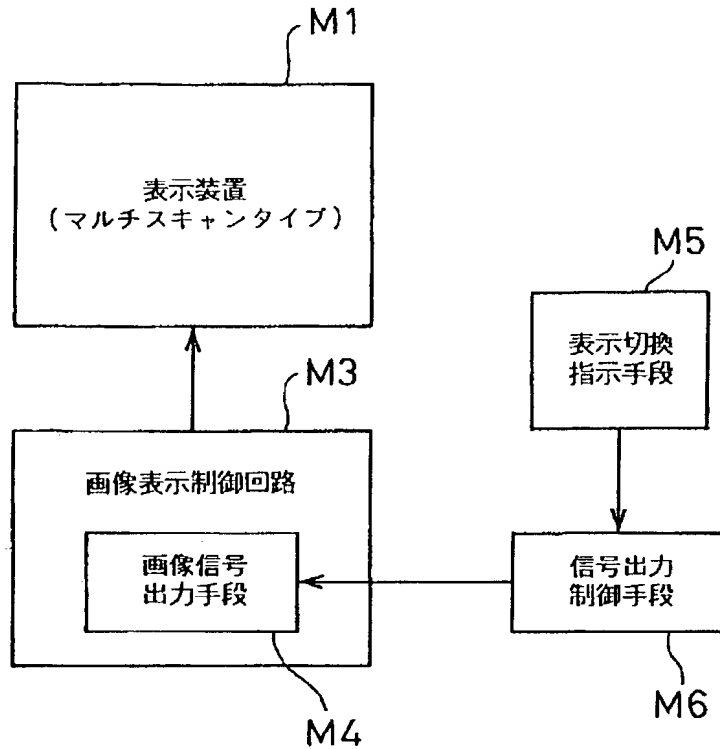 M1
表示装置
(マルチスキャンタイプ)
M5
表示切換
指示手段
M3
画像表示制御回路
画像信号
出力手段
信号出力
制御手段
M4
M6